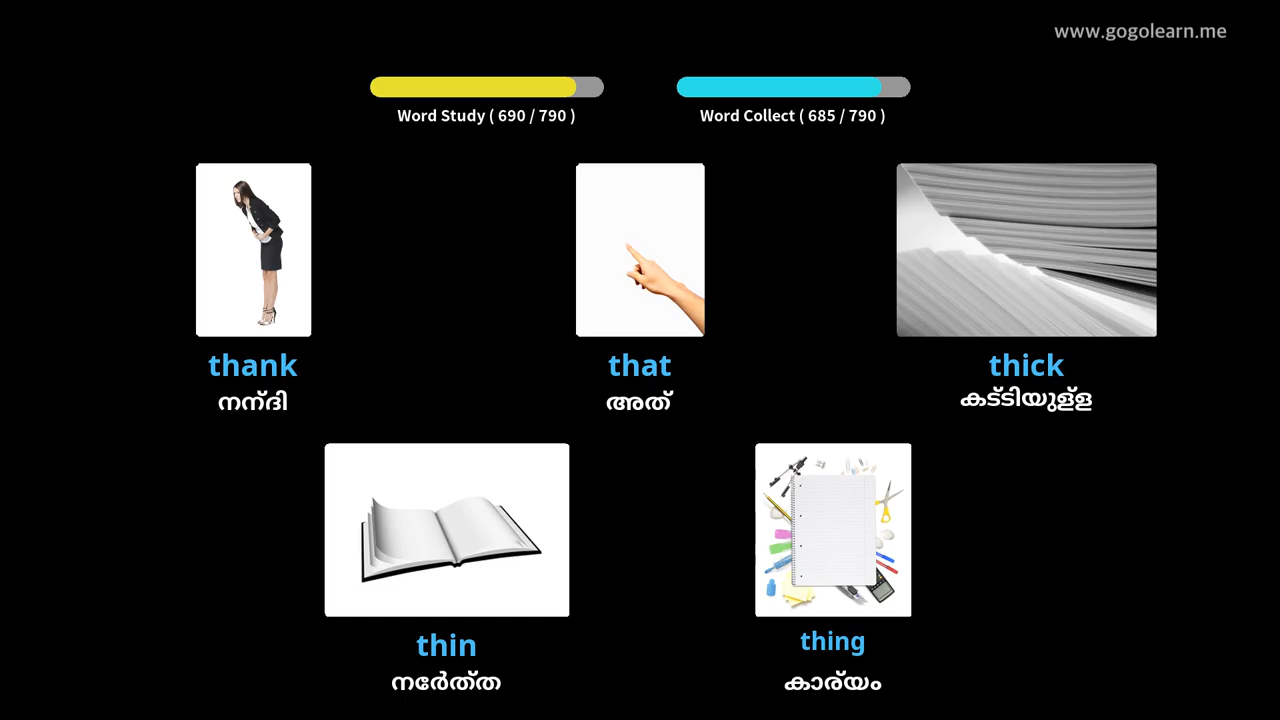 www.gogolearn.me
Word Study ( 690 / 790 )
Word Collect ( 685 / 790 )
thank
നന്ദി
that
അത്
thick
കട്ടിയുള്ള
thin
നർേത്ത
thing
കാര്യം